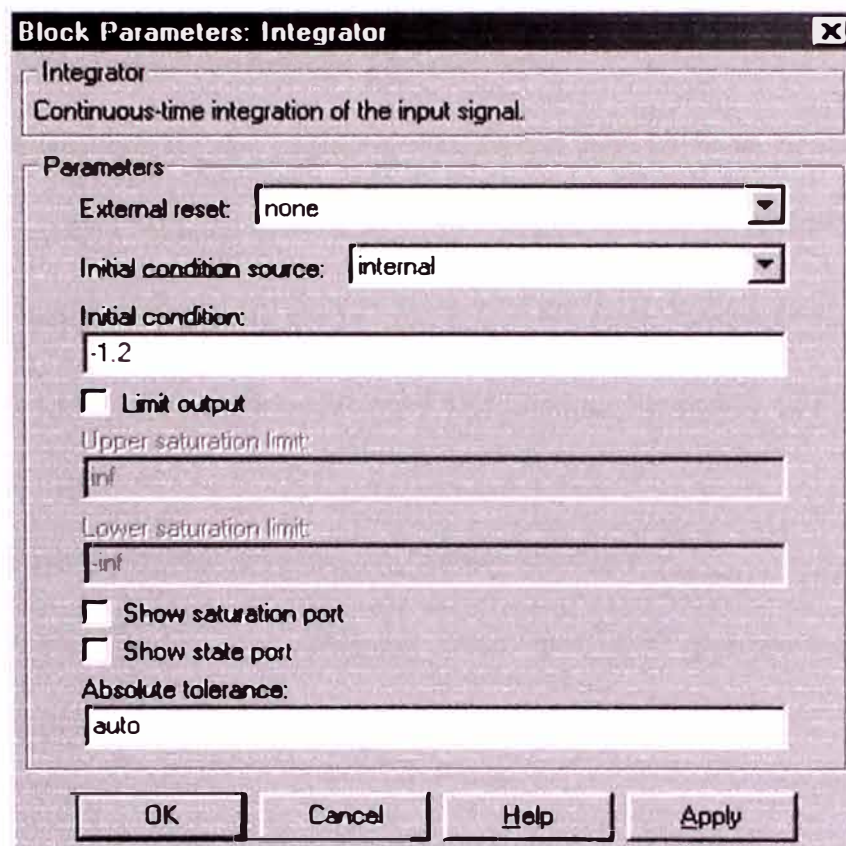 Block Parameters: Integrator
Integrator
Continuous-time integration of the input signal.
Parameters
External reset: none
Initial condition source: internal
Initial condition:
-1.2
Limit output
Upper saturation limit:
inf
Lower saturation limit:
-inf
Show saturation port
Show state port
Absolute tolerance:
auto
OK Cancel Help Apply